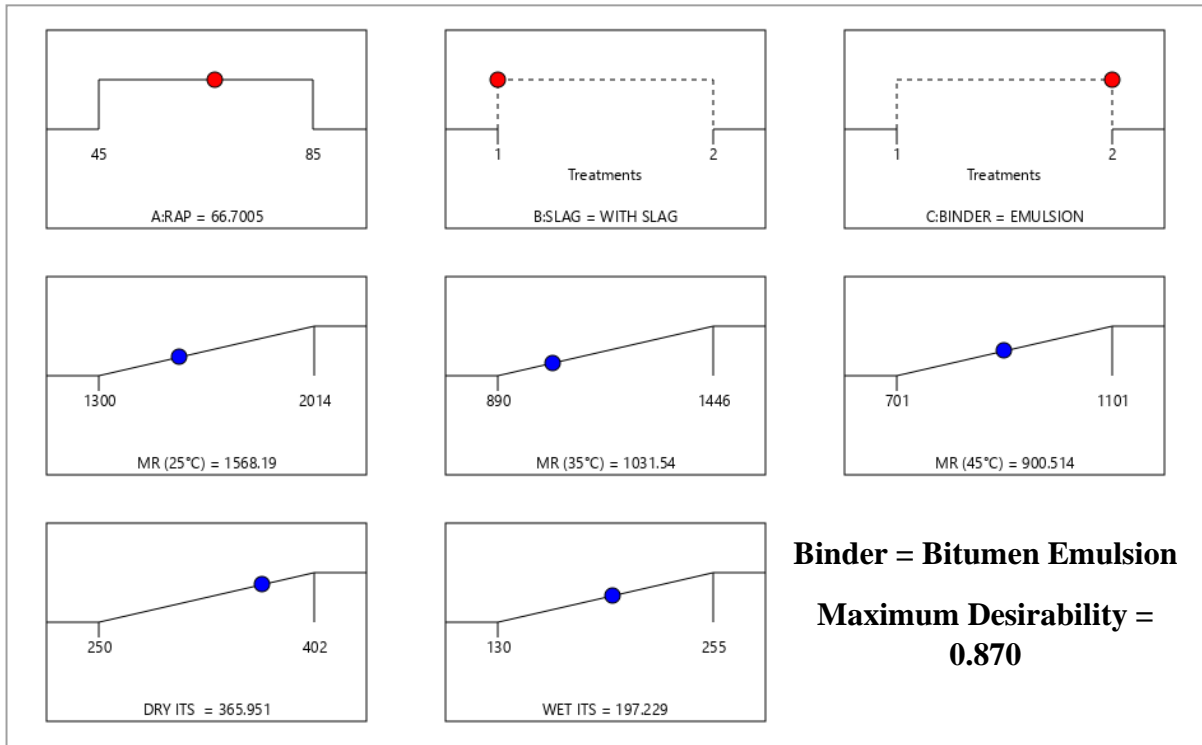 45 85
A:RAP = 66.7005
1 2
Treatments
B:SLAG = WITH SLAG
1 2
Treatments
C:BINDER = EMULSION
1300 2014
MR (25°C) = 1568.19
890 1446
MR (35°C) = 1031.54
701 1101
MR (45°C) = 900.514
250 402
DRY ITS = 365.951
130 255
WET ITS = 197.229
Binder = Bitumen Emulsion
Maximum Desirability =
0.870